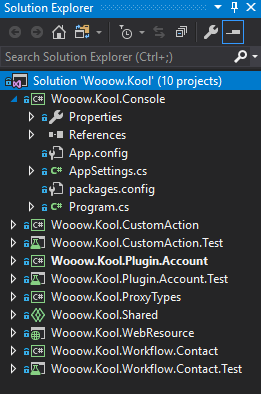 Solution Explorer
Search Solution Explorer (Ctrl+;)
Solution 'Wooow.Kool' (10 projects)
C# Wooow.Kool.Console
Properties
References
App.config
C# AppSettings.cs
packages.config
C# Program.cs
C# Wooow.Kool.CustomAction
Wooow.Kool.CustomAction.Test
C# Wooow.Kool.Plugin.Account
Wooow.Kool.Plugin.Account.Test
C# Wooow.Kool.ProxyTypes
Wooow.Kool.Shared
Wooow.Kool.WebResource
C# Wooow.Kool.Workflow.Contact
Wooow.Kool.Workflow.Contact.Test